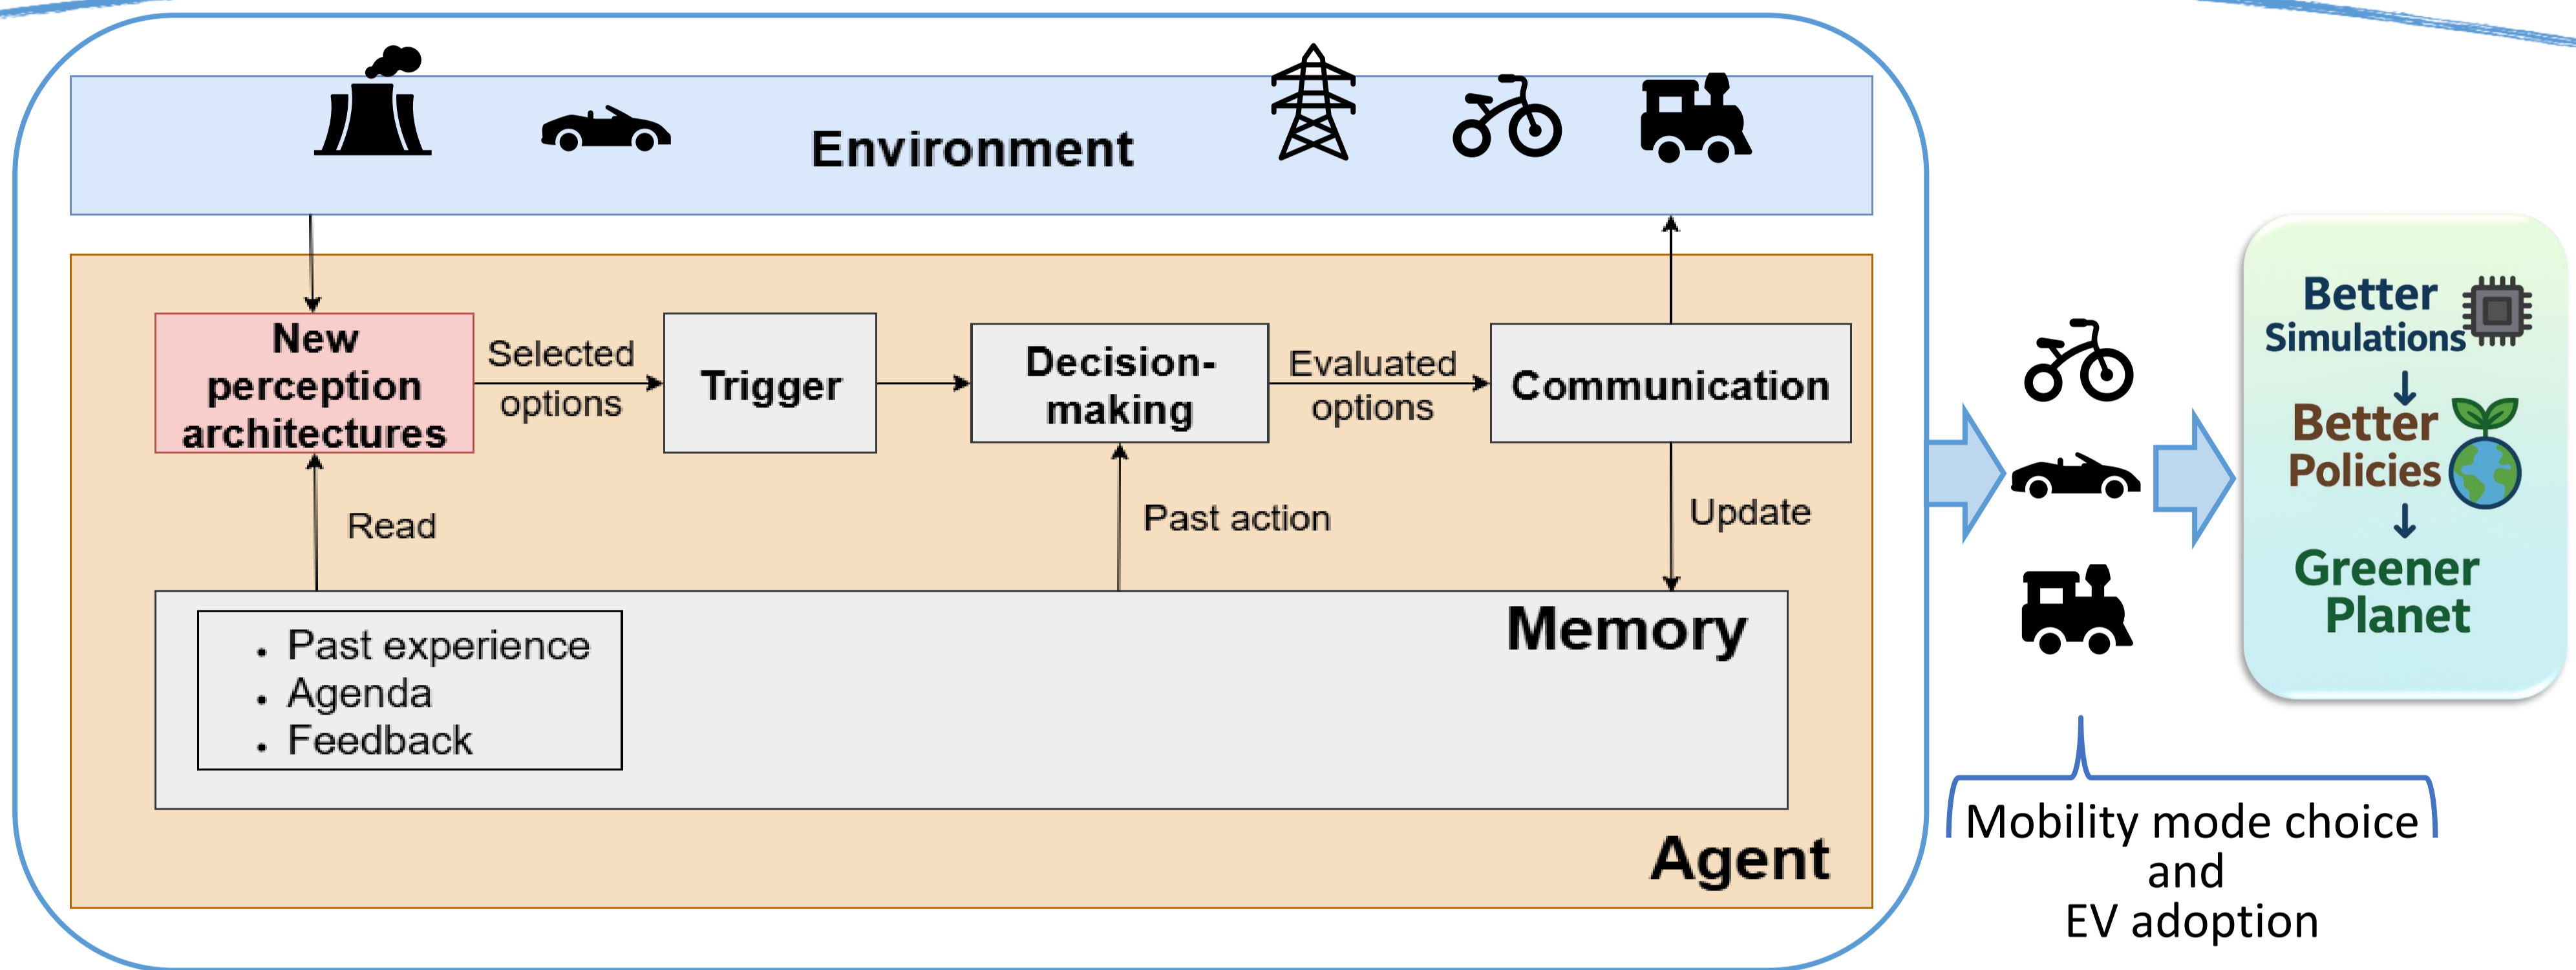 Environment
New
perception
architectures
Selected
options
Trigger
Decision-
making
Evaluated
options
Communication
Read
Past action
Update
Memory
• Past experience
• Agenda
• Feedback
Agent
Mobility mode choice
and
EV adoption
Better
Simulations
↓
Better
Policies
↓
Greener
Planet